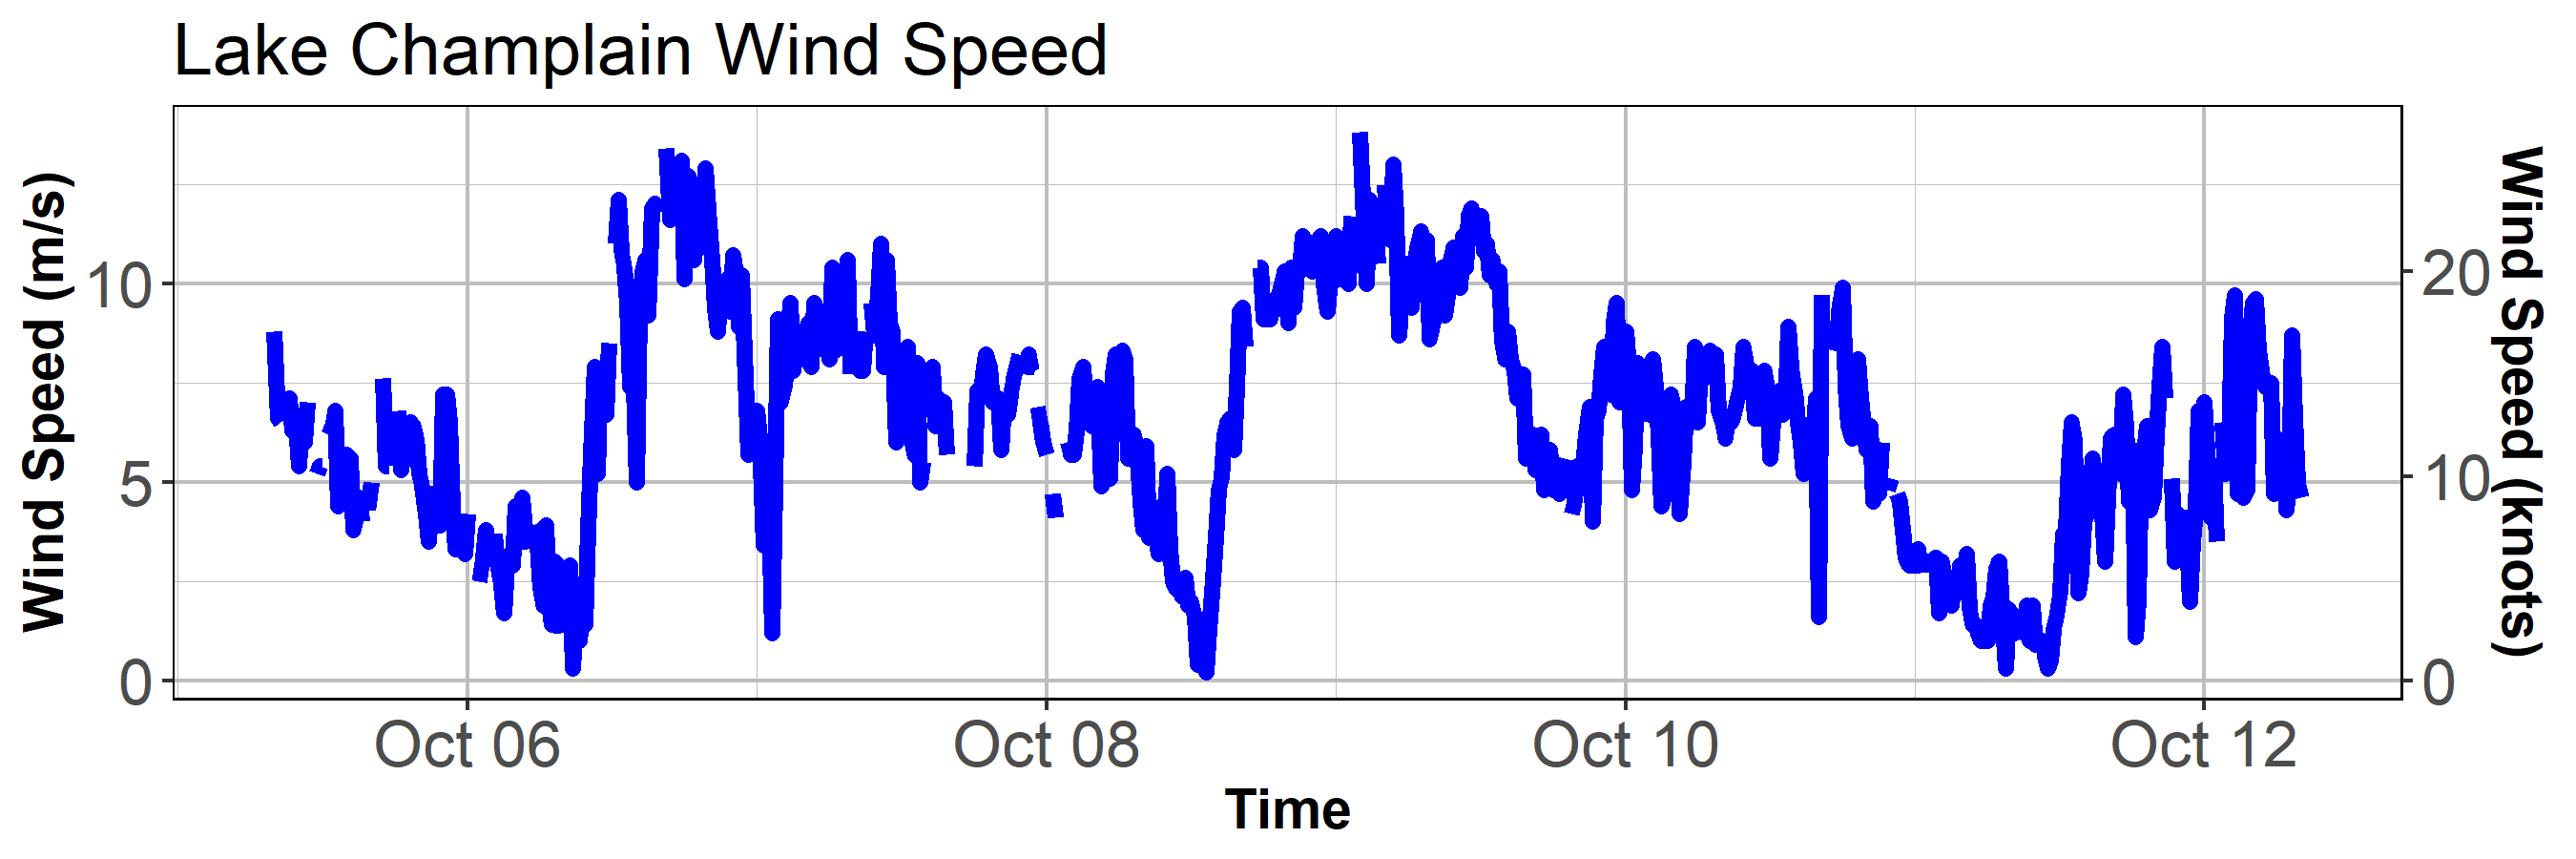 Lake Champlain Wind Speed
Wind Speed (m/s)
10
5
0
20
10
0
Wind Speed (knots)
Oct 06
Oct 08
Oct 10
Oct 12
Time